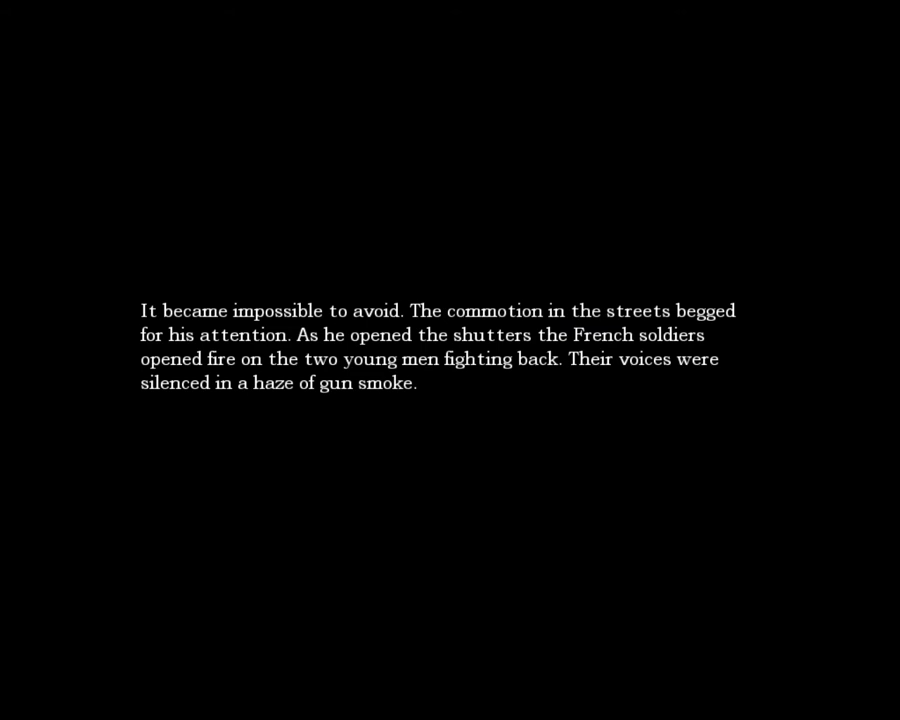 It became impossible to avoid. The commotion in the streets begged
for his attention. As he opened the shutters the French soldiers
opened fire on the two young men fighting back. Their voices were
silenced in a haze of gun smoke.